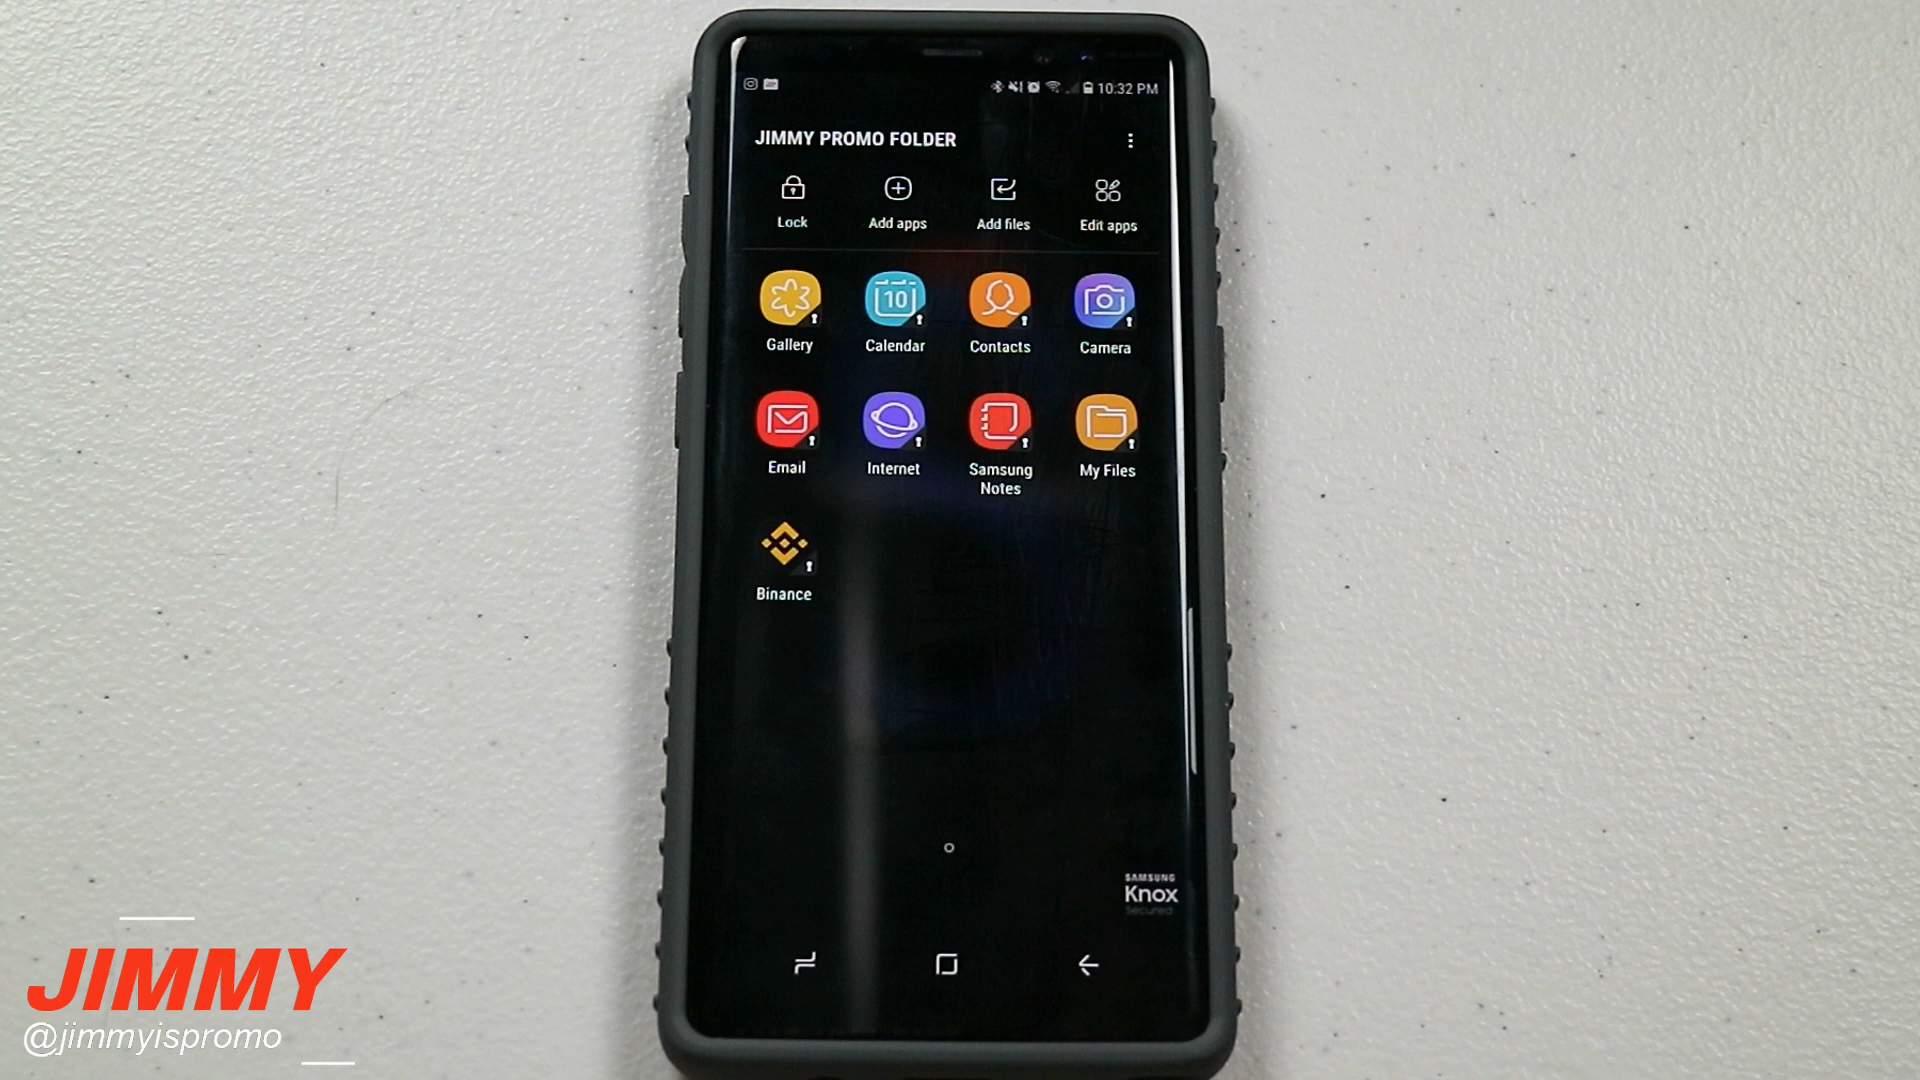 10:32 PM
JIMMY PROMO FOLDER
Lock
Add apps
Add files
Edit apps
Gallery
10
Calendar
Contacts
Camera
Email
Internet
Samsung
Notes
My Files
Binance
SAMSUNG
Knox
Secured
JIMMY
@jimmyispromo